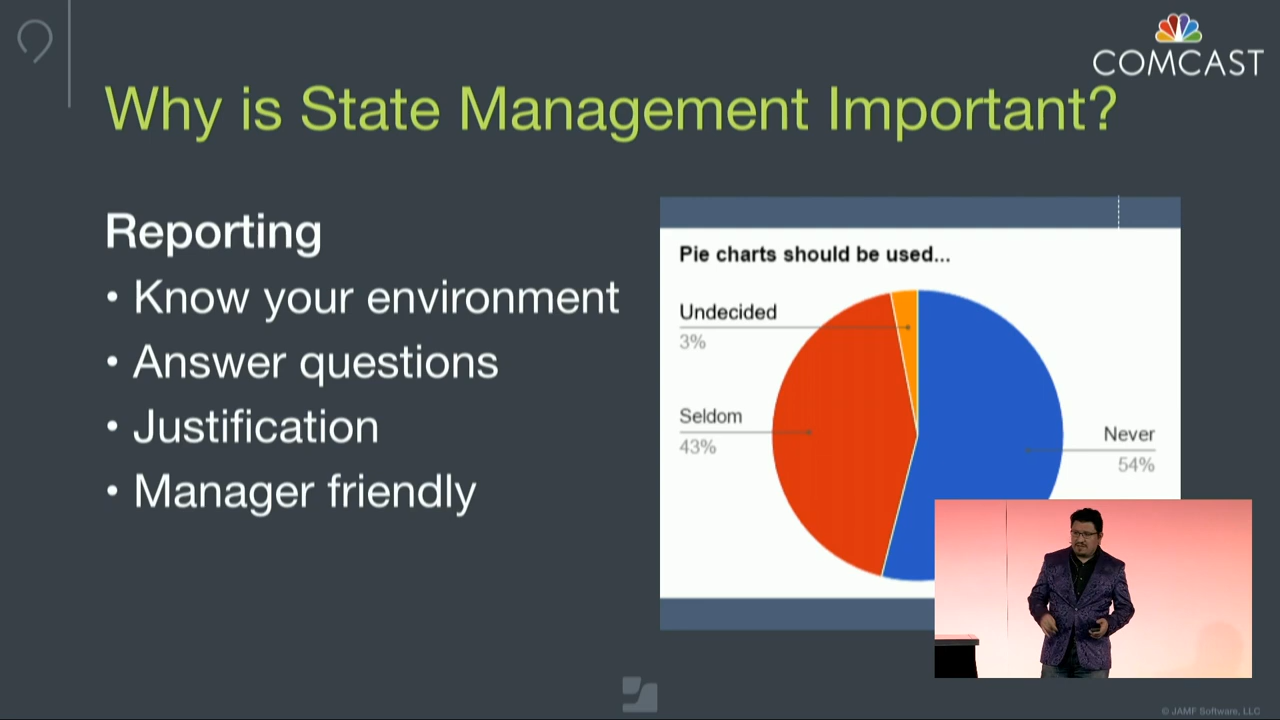 COMCAST
Why is State Management Important?
Reporting
• Know your environment
• Answer questions
• Justification
• Manager friendly
Pie charts should be used...
Undecided
3%
Seldom
43%
Never
54%
© JAMF Software, LLC